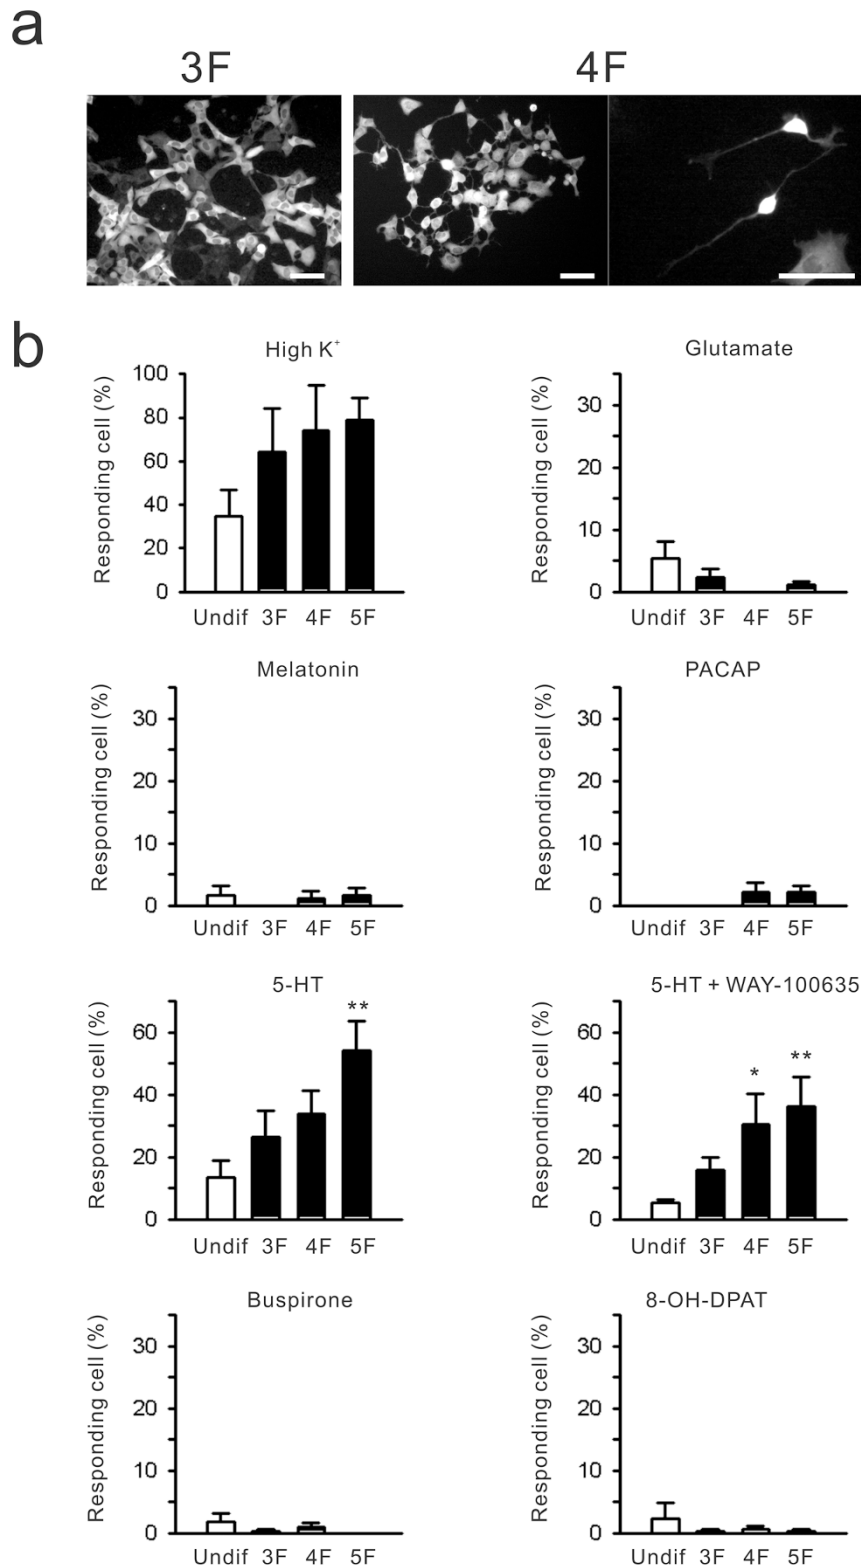 a
3F 4F
b
High K⁺
Responding cell (%)
100
80
60
40
20
0
Undif 3F 4F 5F
Glutamate
Responding cell (%)
30
20
10
0
Undif 3F 4F 5F
Melatonin
Responding cell (%)
30
20
10
0
Undif 3F 4F 5F
PACAP
Responding cell (%)
30
20
10
0
Undif 3F 4F 5F
5-HT
Responding cell (%)
60
40
20
0
**
Undif 3F 4F 5F
5-HT + WAY-100635
Responding cell (%)
60
40
20
0
* **
Undif 3F 4F 5F
Buspirone
Responding cell (%)
30
20
10
0
Undif 3F 4F 5F
8-OH-DPAT
Responding cell (%)
30
20
10
0
Undif 3F 4F 5F